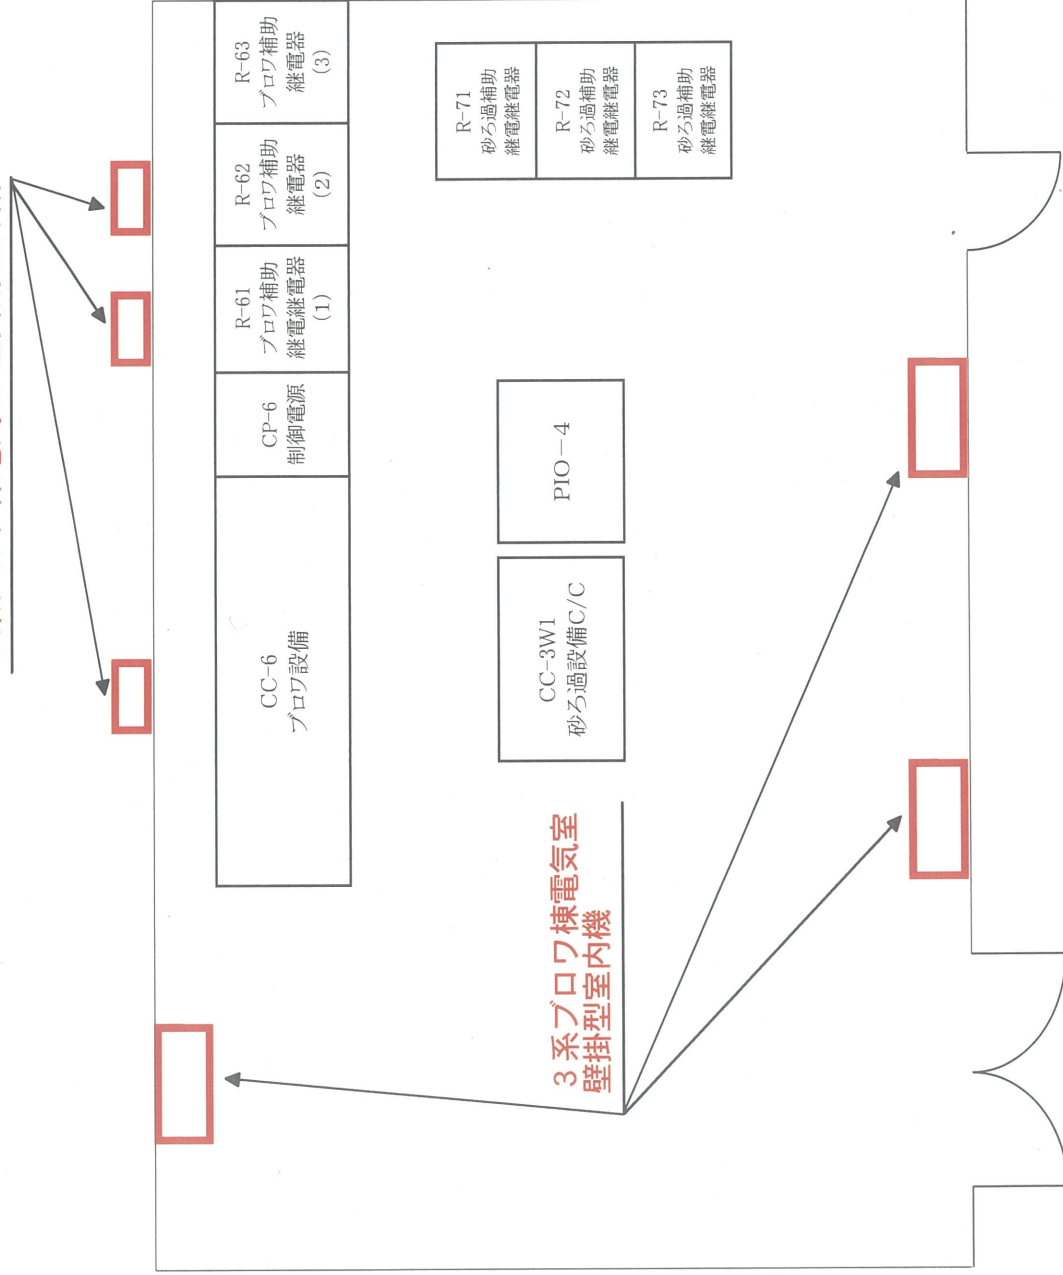 R-63
ブロワ補助
継電器
(3)
R-62
ブロワ補助
継電器
(2)
R-61
ブロワ補助
継電継電器
(1)
CP-6
制御電源
CC-6
ブロワ設備
R-71
砂ろ過補助
継電継電器
R-72
砂ろ過補助
継電継電器
R-73
砂ろ過補助
継電継電器
PIO−4
CC-3W1
砂ろ過設備C/C
３系ブロワ棟電気室
壁掛型室内機